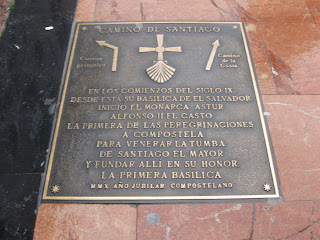 CAMINO DE SANTIAGO
Camino
primitivo
Camino
de la
Costa
EN LOS COMIENZOS DEL SIGLO IX
DESDE ESTA SU BASILICA DE EL SALVADOR
INICIO EL MONARCA ASTUR
ALFONSO II EL CASTO
LA PRIMERA DE LAS PEREGRINACIONES
A COMPOSTELA
PARA VENERAR LA TUMBA
DE SANTIAGO EL MAYOR
Y FUNDAR ALLI EN SU HONOR
LA PRIMERA BASILICA
MMX AÑO JUBILAR COMPOSTELANO